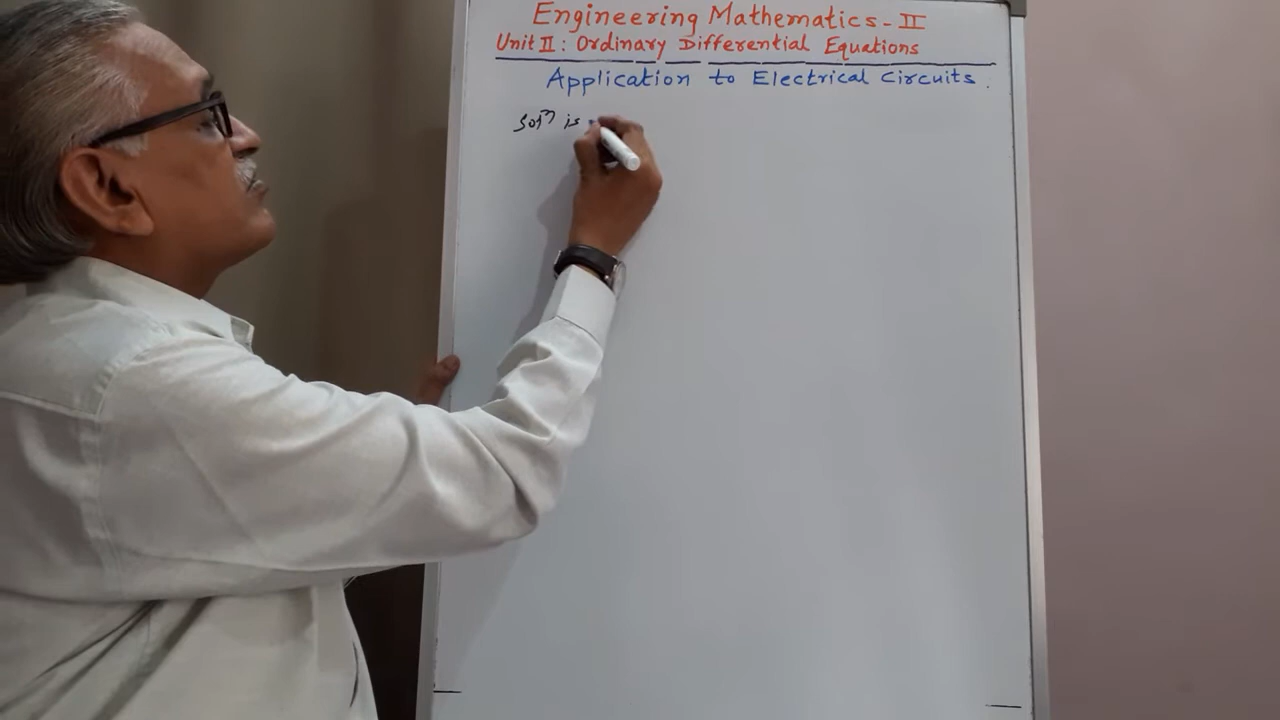 Engineering Mathematics - II
Unit II : Ordinary Differential Equations
Application to Electrical Circuits.
Solⁿ is